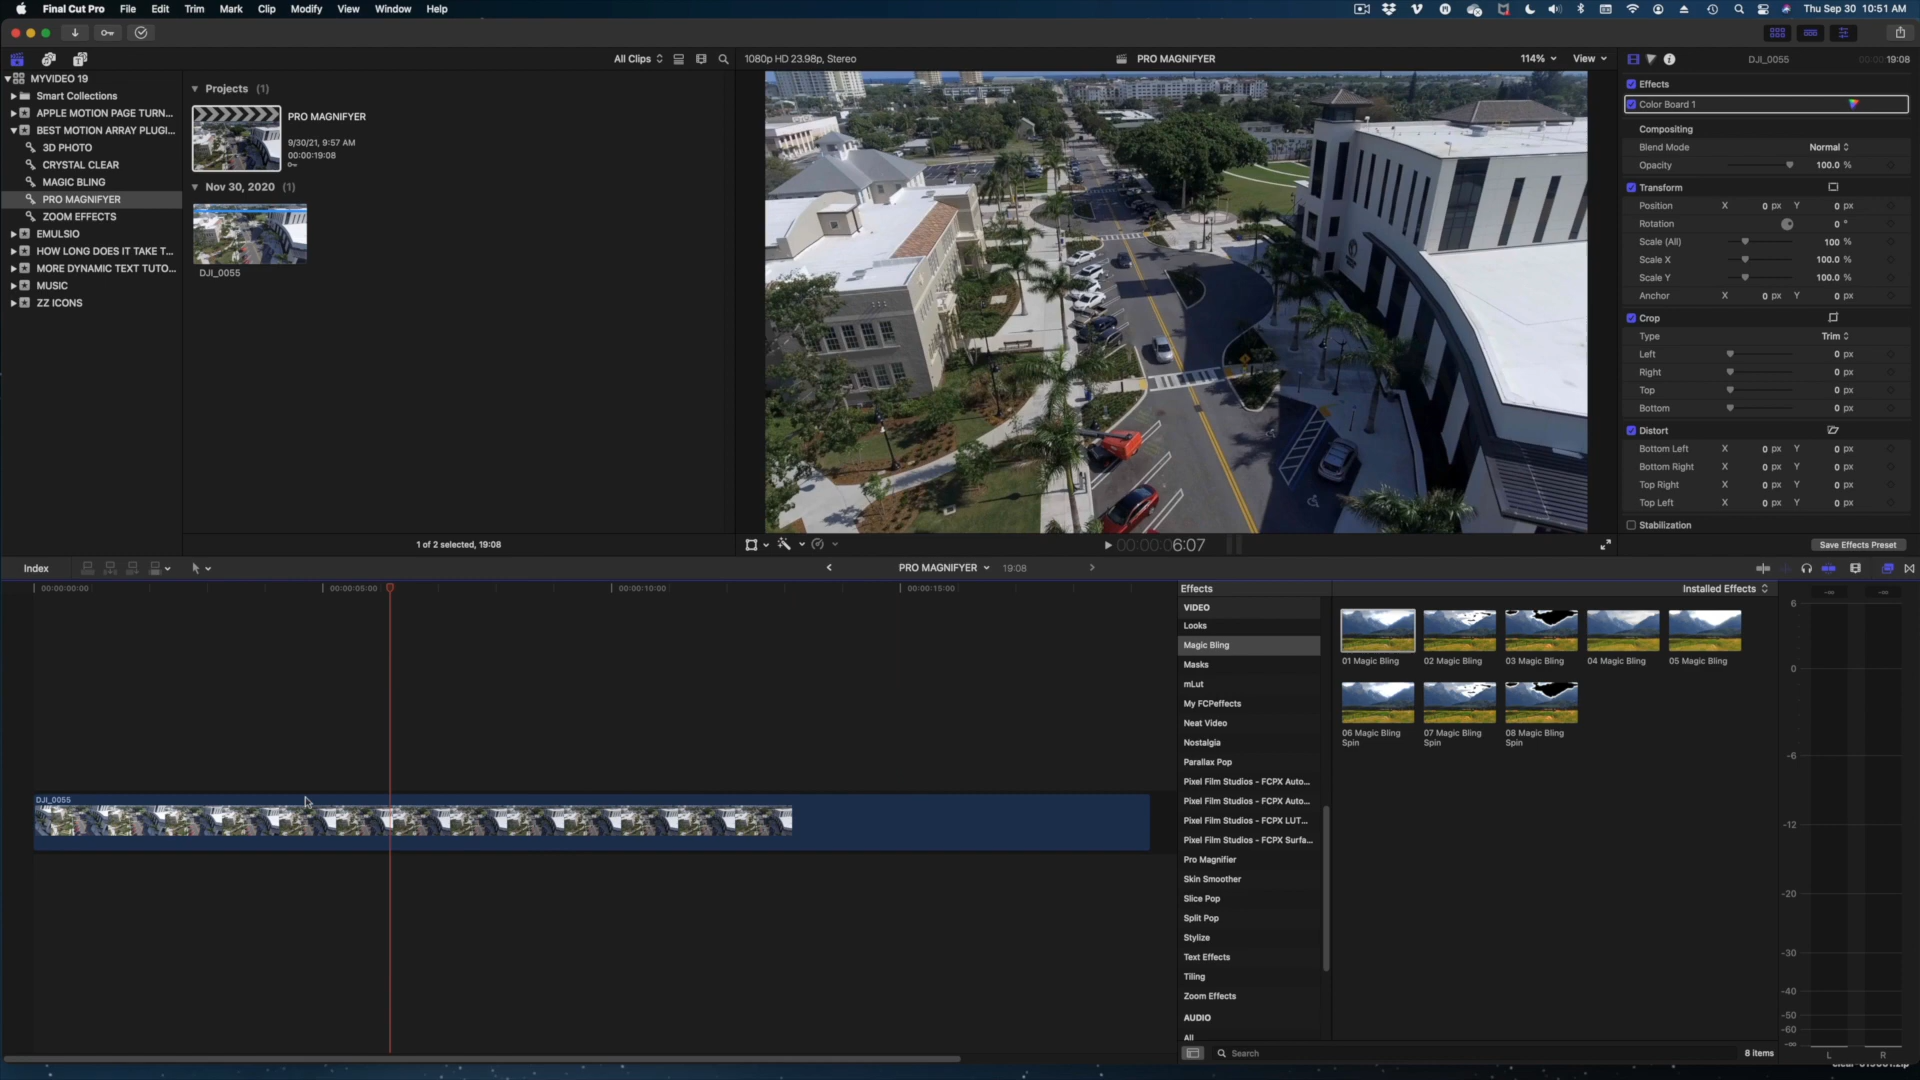 Final Cut Pro File Edit Trim Mark Clip Modify View Window Help Thu Sep 30 10:51 AM
All Clips 1080p HD 23.98p, Stereo PRO MAGNIFYER 114% View DJI_0055 00:00:19:08
MYVIDEO 19
Smart Collections
APPLE MOTION PAGE TURN...
BEST MOTION ARRAY PLUGI...
3D PHOTO
CRYSTAL CLEAR
MAGIC BLING
PRO MAGNIFYER
ZOOM EFFECTS
EMULSIO
HOW LONG DOES IT TAKE T...
MORE DYNAMIC TEXT TUTO...
MUSIC
ZZ ICONS
Projects (1)
PRO MAGNIFYER
9/30/21, 9:57 AM
00:00:19:08
Nov 30, 2020 (1)
DJI_0055
1 of 2 selected, 19:08
00:00:00:06:07
Effects
Color Board 1
Compositing
Blend Mode Normal
Opacity 100.0 %
Transform
Position X 0 px Y 0 px
Rotation 0 °
Scale (All) 100 %
Scale X 100.0 %
Scale Y 100.0 %
Anchor X 0 px Y 0 px
Crop
Type Trim
Left 0 px
Right 0 px
Top 0 px
Bottom 0 px
Distort
Bottom Left X 0 px Y 0 px
Bottom Right X 0 px Y 0 px
Top Right X 0 px Y 0 px
Top Left X 0 px Y 0 px
Stabilization
Save Effects Preset
Index PRO MAGNIFYER 19:08
00:00:00:00 00:00:05:00 00:00:10:00 00:00:15:00
DJI_0055
Effects Installed Effects
VIDEO
Looks
Magic Bling
Masks
mLut
My FCPeffects
Neat Video
Nostalgia
Parallax Pop
Pixel Film Studios - FCPX Auto...
Pixel Film Studios - FCPX Auto...
Pixel Film Studios - FCPX LUT...
Pixel Film Studios - FCPX Surfa...
Pro Magnifier
Skin Smoother
Slice Pop
Split Pop
Stylize
Text Effects
Tiling
Zoom Effects
AUDIO
All
01 Magic Bling 02 Magic Bling 03 Magic Bling 04 Magic Bling 05 Magic Bling
06 Magic Bling 07 Magic Bling 08 Magic Bling
Spin Spin Spin
Search 8 items
-∞ -∞
6
0
-6
-12
-20
-30
-40
-50
-60
-∞
L R